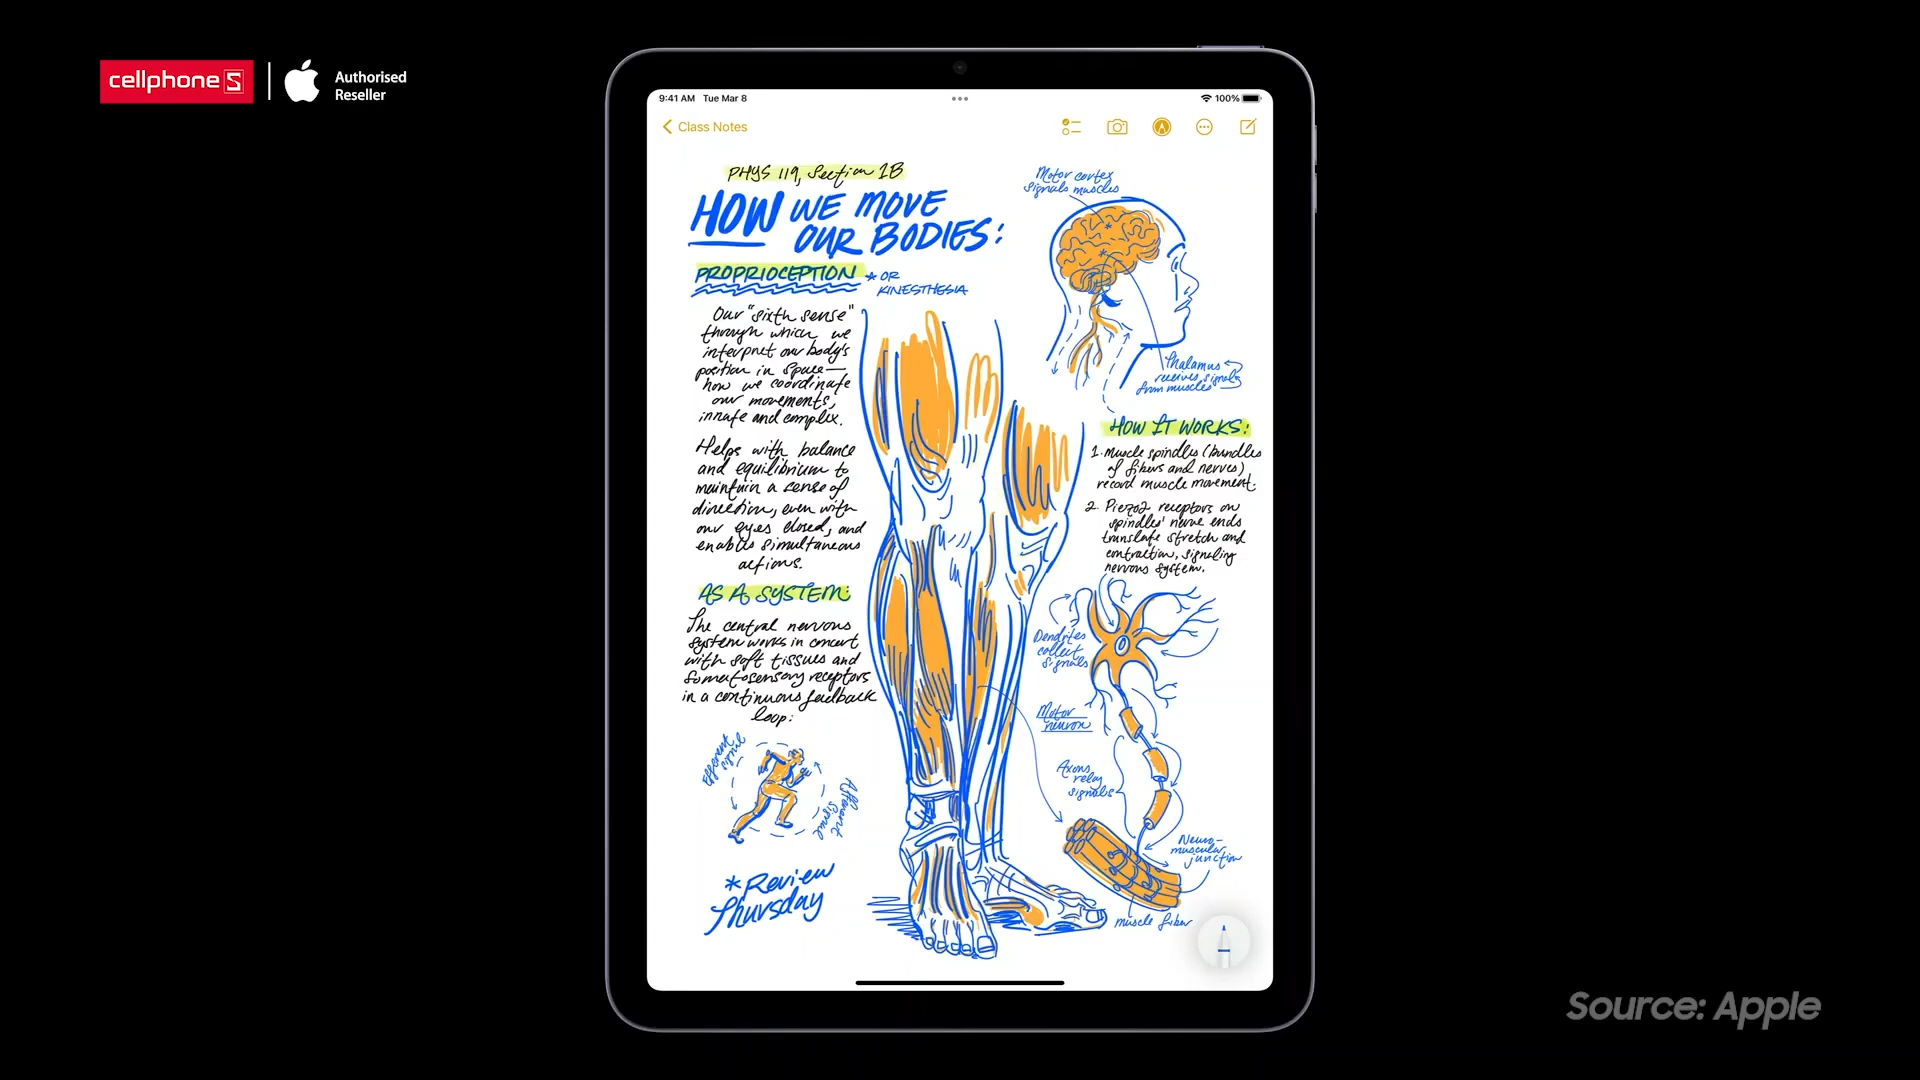 cellphoneS
Authorised
Reseller
9:41 AM Tue Mar 8
100%
Class Notes
PHYS 119, Section 1B
HOW WE MOVE
OUR BODIES:
PROPRIOCEPTION * OR
KINESTHESIA
Our "sixth sense"
through which we
interpret our body's
position in space—
how we coordinate
our movements,
innate and complex.
Helps with balance
and equilibrium to
maintain a sense of
direction, even with
our eyes closed, and
enables simultaneous
actions.
AS A SYSTEM:
The central nervous
system works in concert
with soft tissues and
somatosensory receptors
in a continuous feedback
loop:
Efferent
signal
Afferent
signal
*Review
Thursday
Motor cortex
signals muscles
Thalamus
receives signals
from muscles
HOW IT WORKS:
1. Muscle spindles (bundles
of fibers and nerves)
record muscle movement.
2. Piezo2 receptors on
spindles' nerve ends
translate stretch and
contraction, signaling
nervous system.
Dendrites
collect
signals
Motor
neuron
Axons
relay
signals
Neuro-
muscular
junction
muscle fiber
Source: Apple